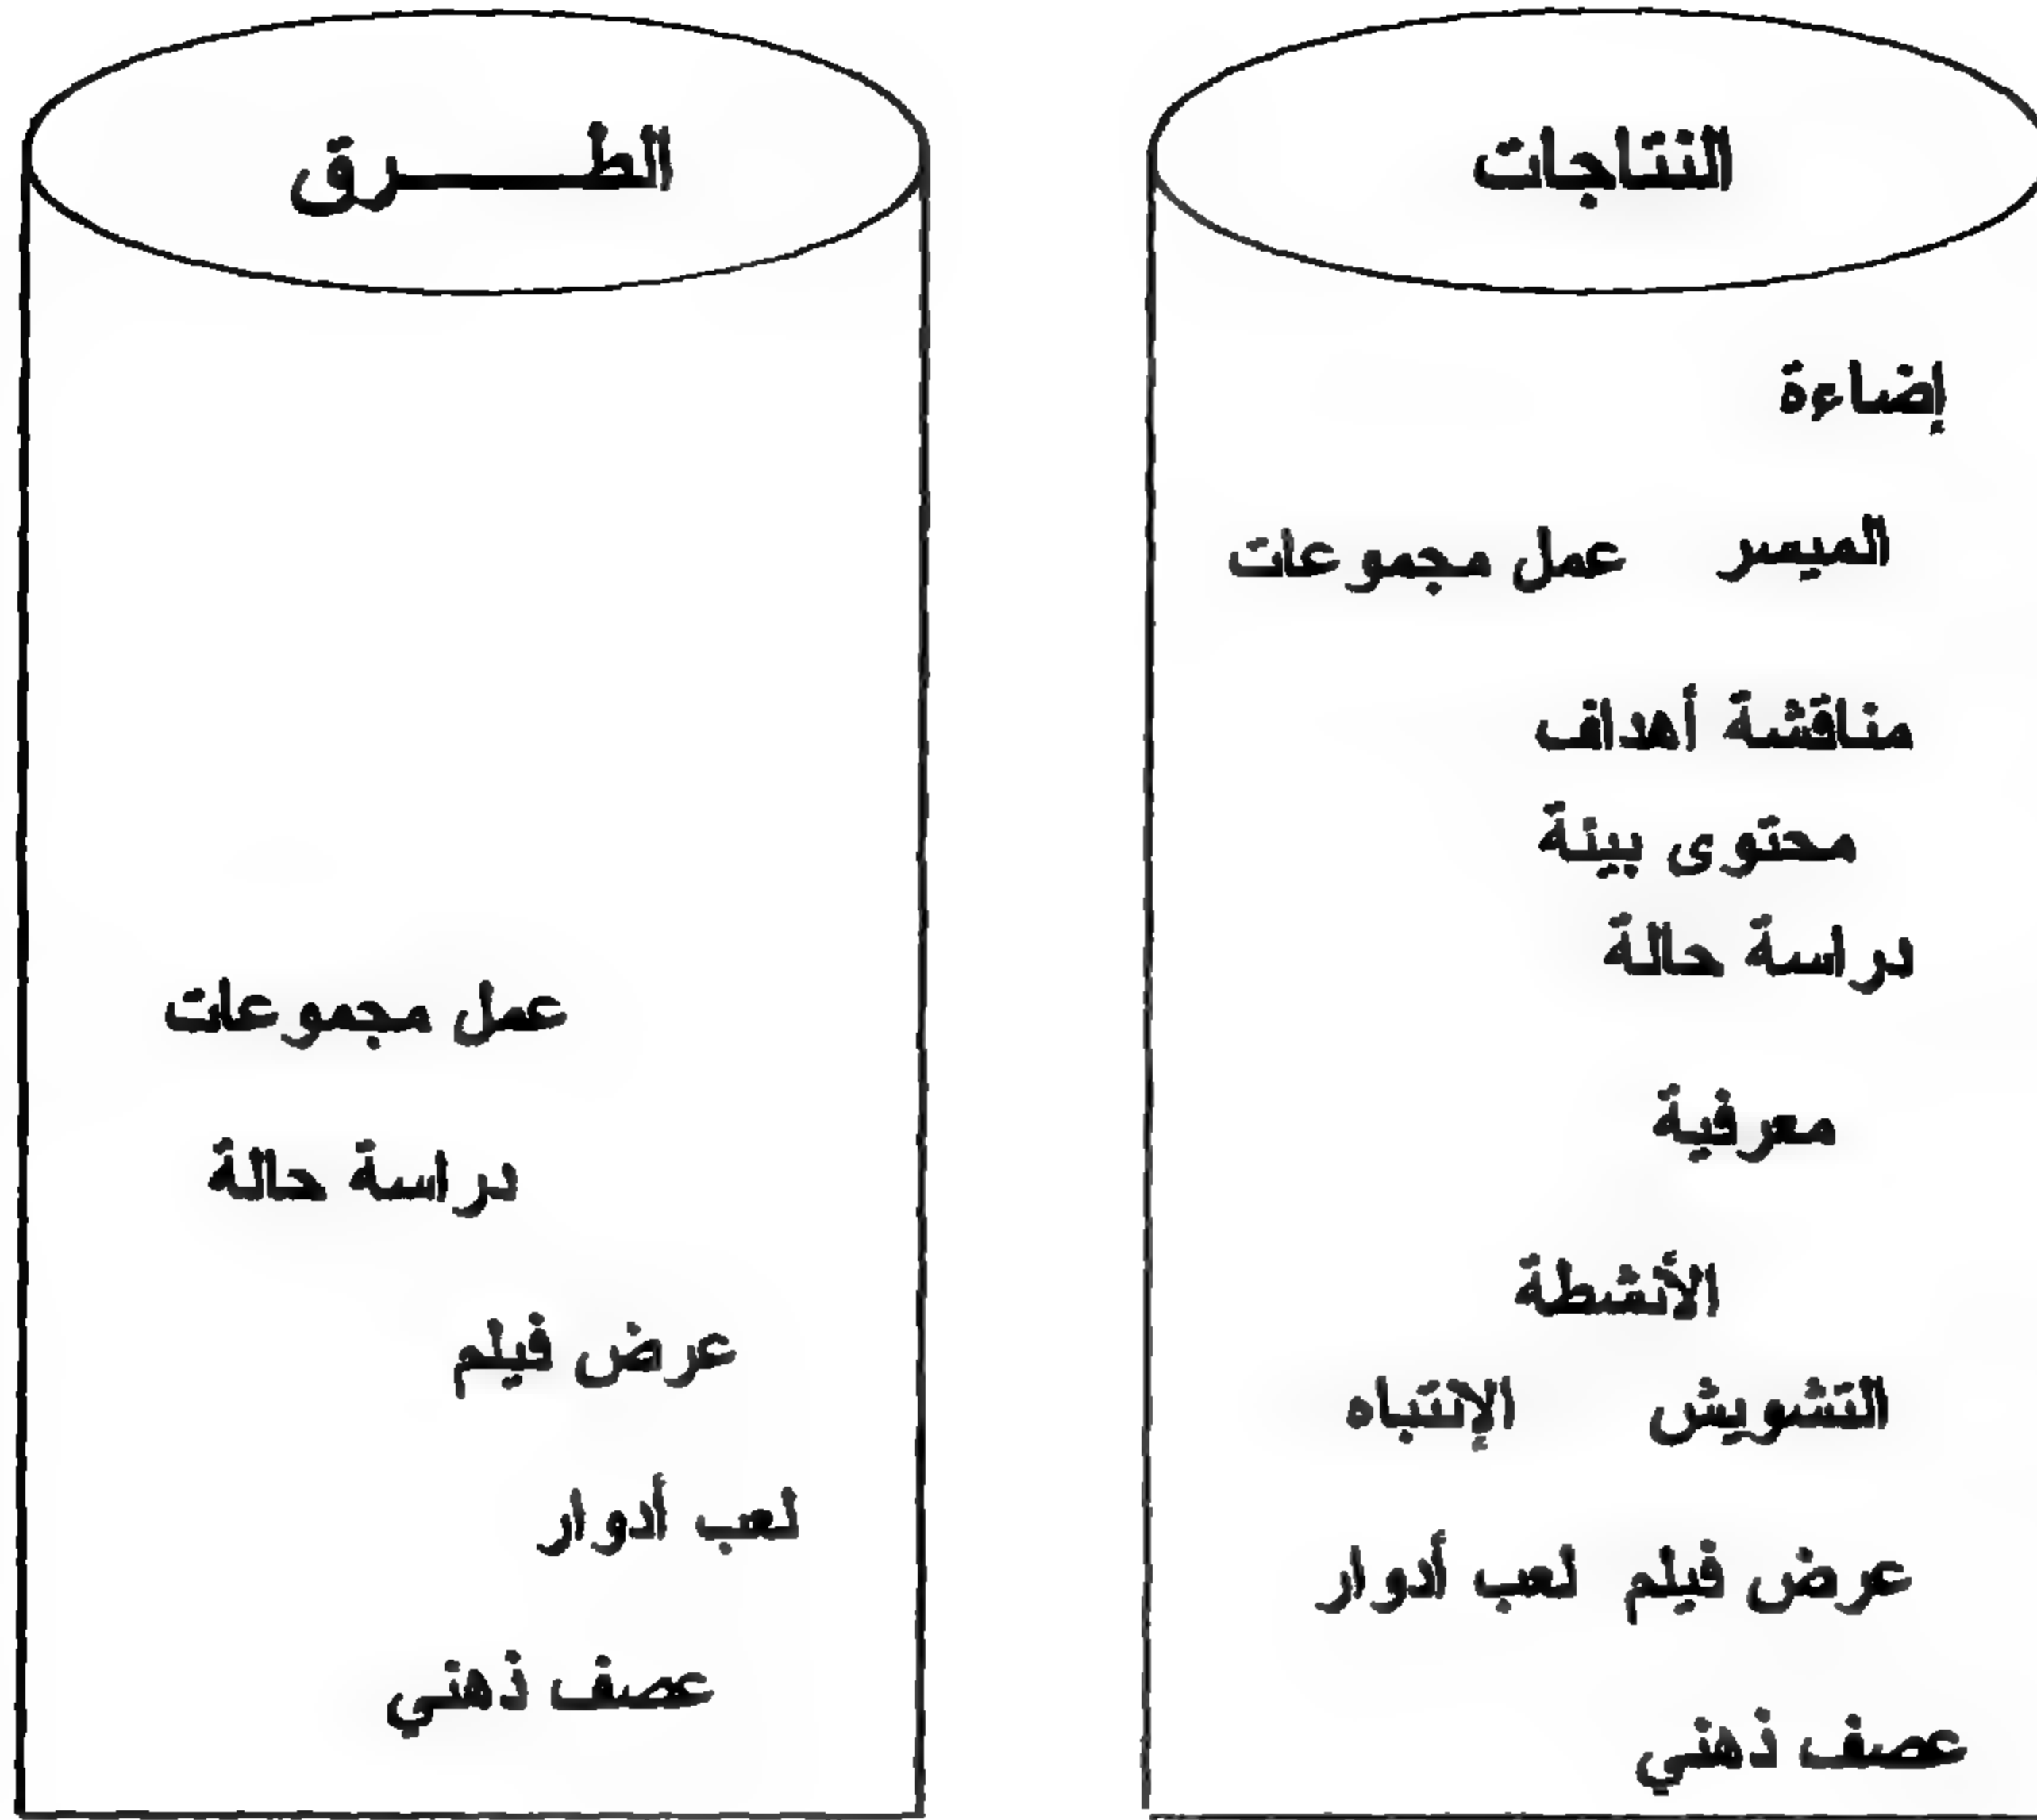 النتاجات
إضاءة
الميسر عمل مجموعات
مناقشة أهداف
محتوى بيئة
دراسة حالة
معرفية
الأنشطة
التشويش الإنتباه
عرض فيلم لعب أدوار
عصف ذهني
الطـــــرق
عمل مجموعات
دراسة حالة
عرض فيلم
لعب أدوار
عصف ذهني